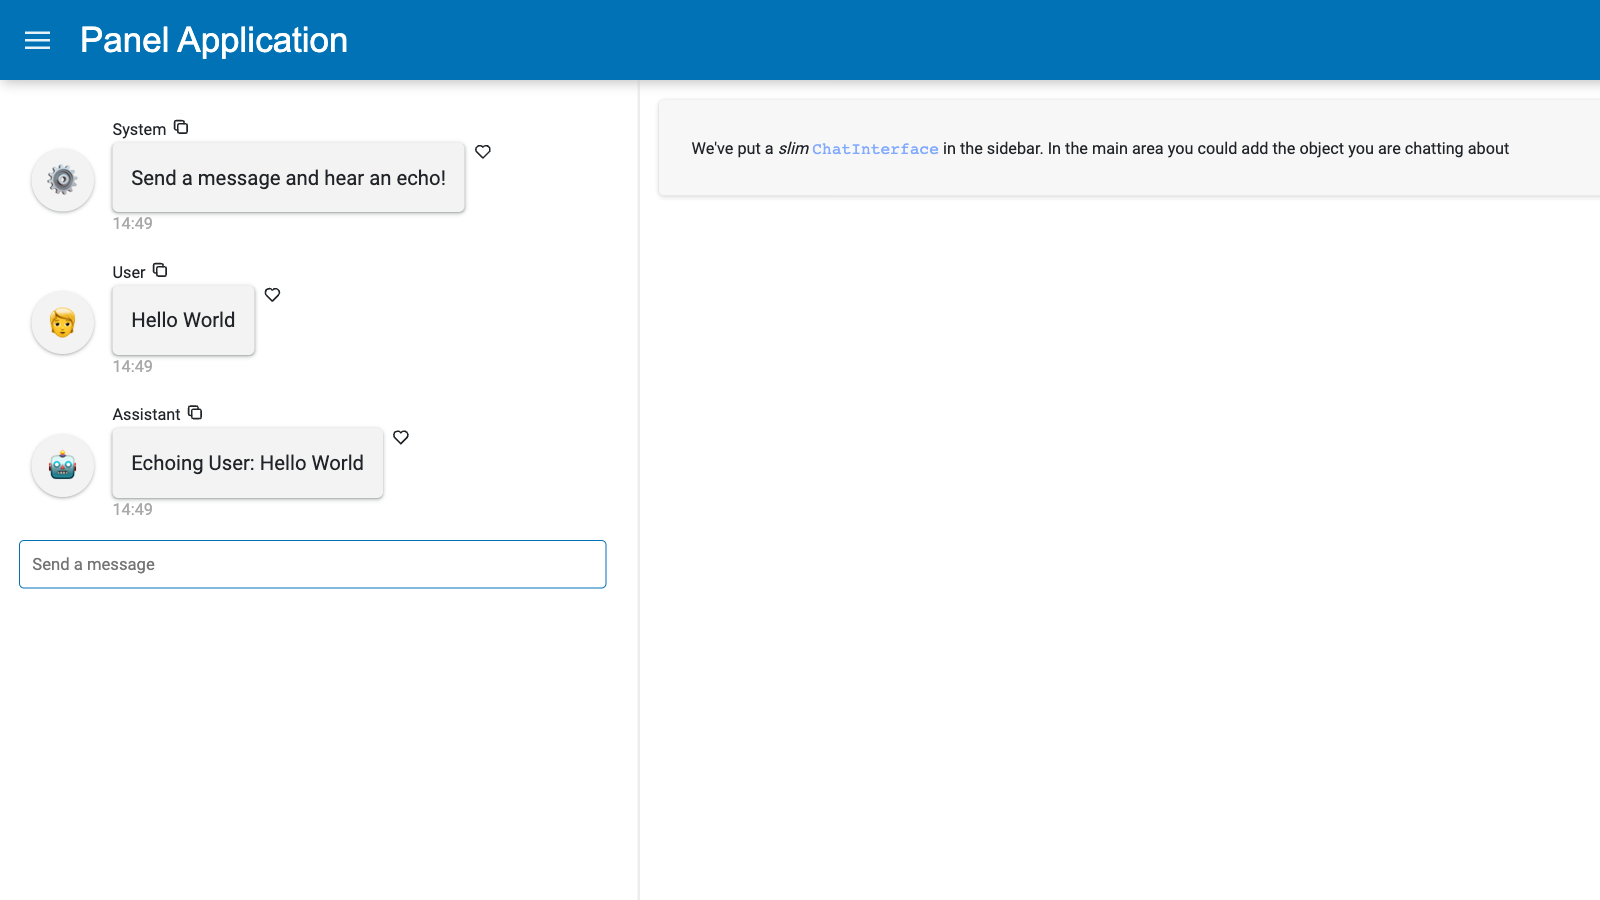 Panel Application
System
Send a message and hear an echo!
14:49
User
Hello World
14:49
Assistant
Echoing User: Hello World
14:49
Send a message
We've put a slim ChatInterface in the sidebar. In the main area you could add the object you are chatting about